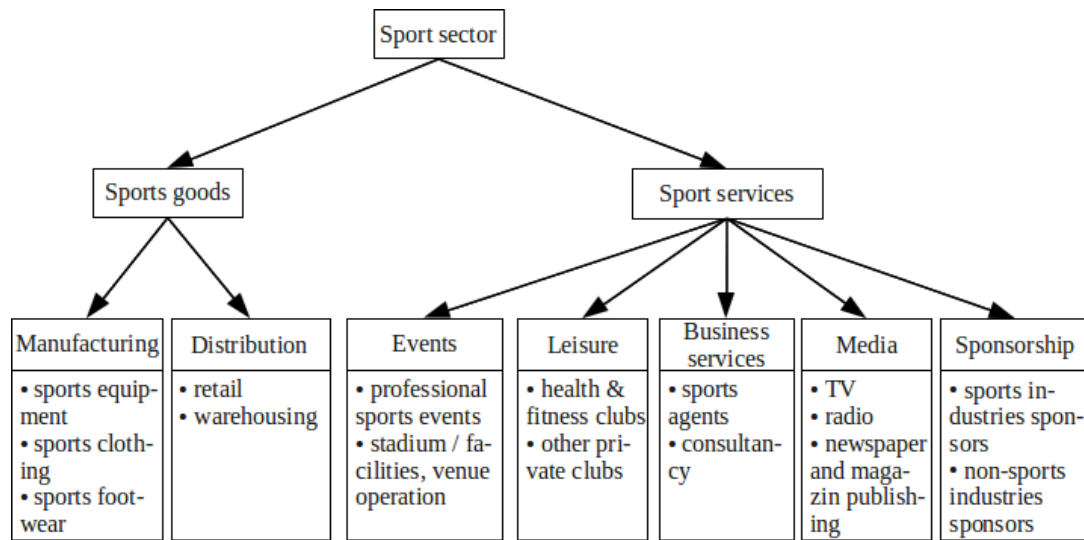 Sport sector
Sports goods
Sport services
Manufacturing
• sports equip-
ment
• sports cloth-
ing
• sports foot-
wear
Distribution
• retail
• warehousing
Events
• professional
sports events
• stadium / fa-
cilities, venue
operation
Leisure
• health &
fitness clubs
• other pri-
vate clubs
Business
services
• sports
agents
• consultan-
cy
Media
• TV
• radio
• newspaper
and maga-
zin publish-
ing
Sponsorship
• sports in-
dustries spon-
sors
• non-sports
industries
sponsors